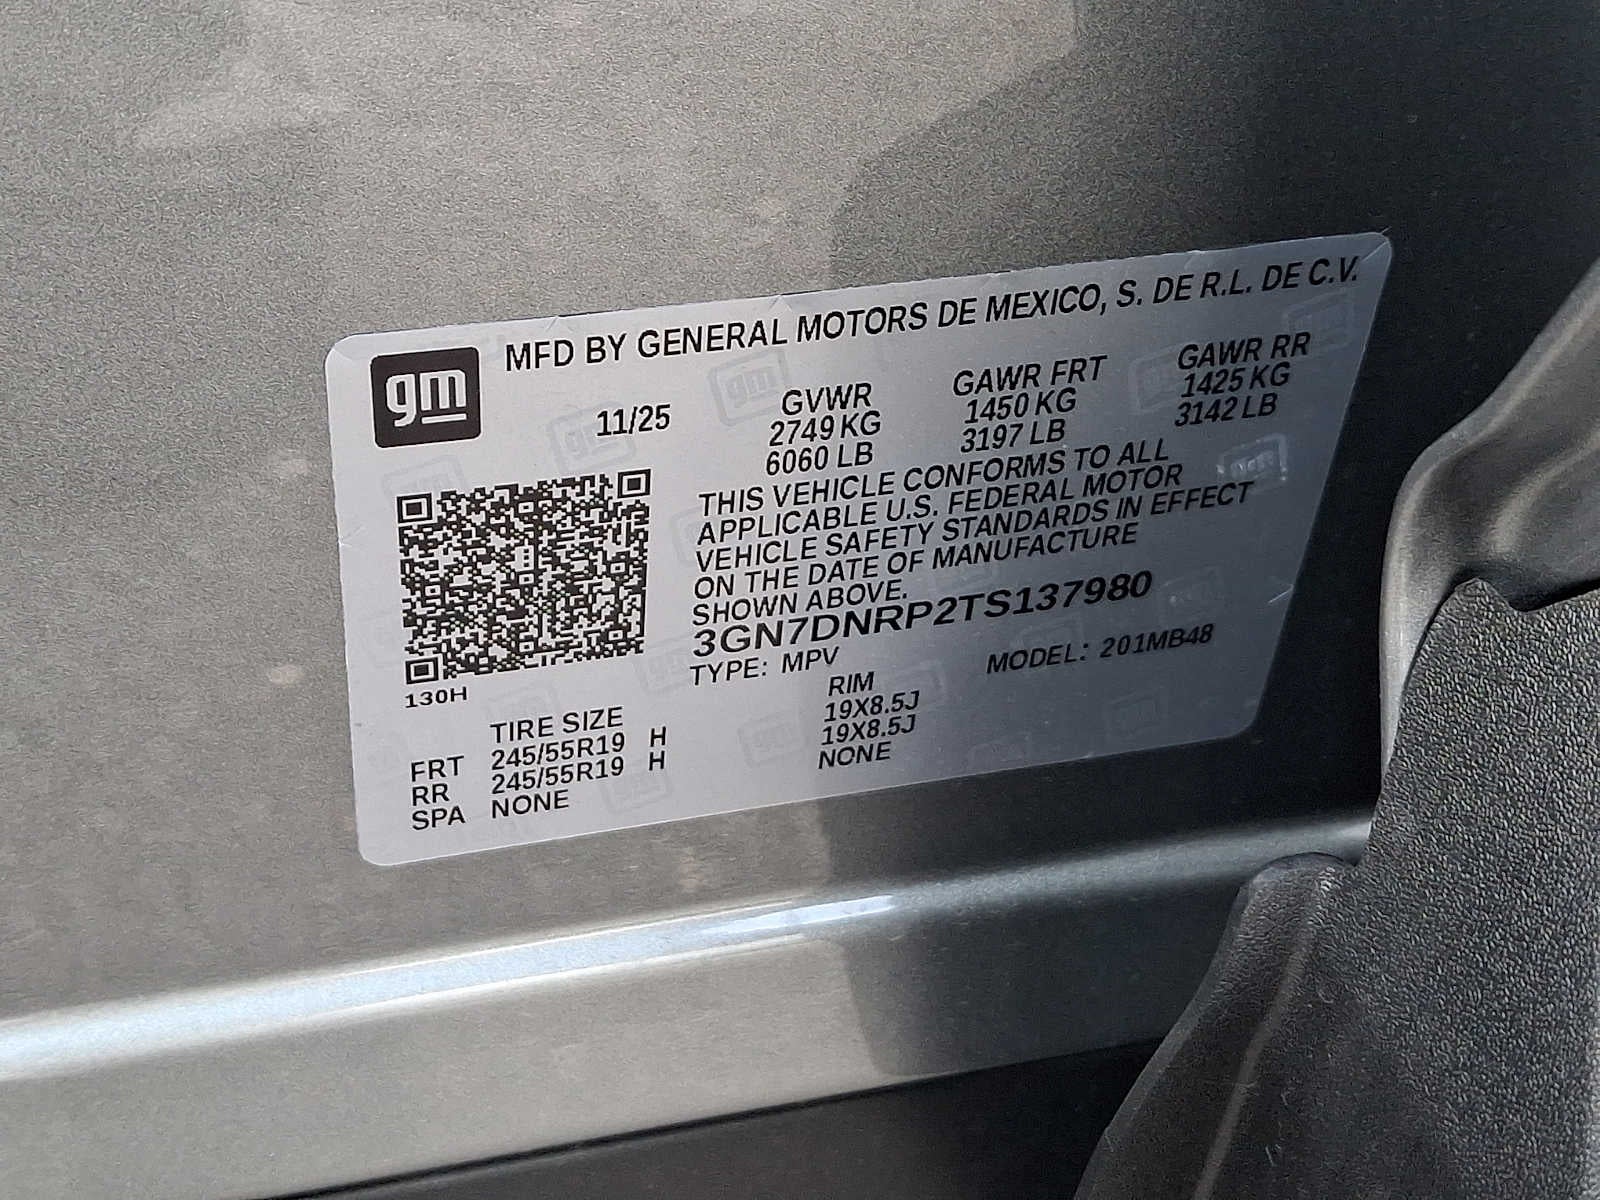 gm MFD BY GENERAL MOTORS DE MEXICO, S. DE R.L. DE C.V.
11/25 GVWR GAWR FRT GAWR RR
2749 KG 1450 KG 1425 KG
6060 LB 3197 LB 3142 LB
THIS VEHICLE CONFORMS TO ALL
APPLICABLE U.S. FEDERAL MOTOR
VEHICLE SAFETY STANDARDS IN EFFECT
ON THE DATE OF MANUFACTURE
SHOWN ABOVE.
3GN7DNRP2TS137980
TYPE: MPV MODEL: 201MB48
130H
TIRE SIZE RIM
FRT 245/55R19 H 19X8.5J
RR 245/55R19 H 19X8.5J
SPA NONE NONE